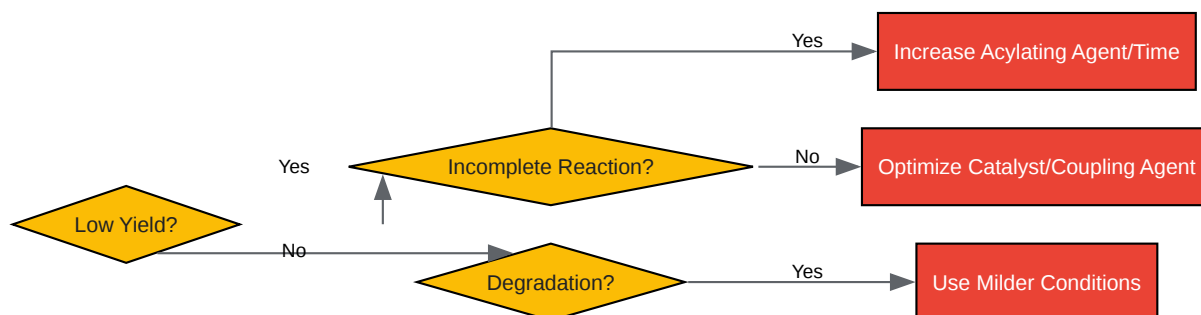 Yes
Increase Acylating Agent/Time
Yes
Incomplete Reaction?
No
Optimize Catalyst/Coupling Agent
Low Yield?
No
Degradation?
Yes
Use Milder Conditions